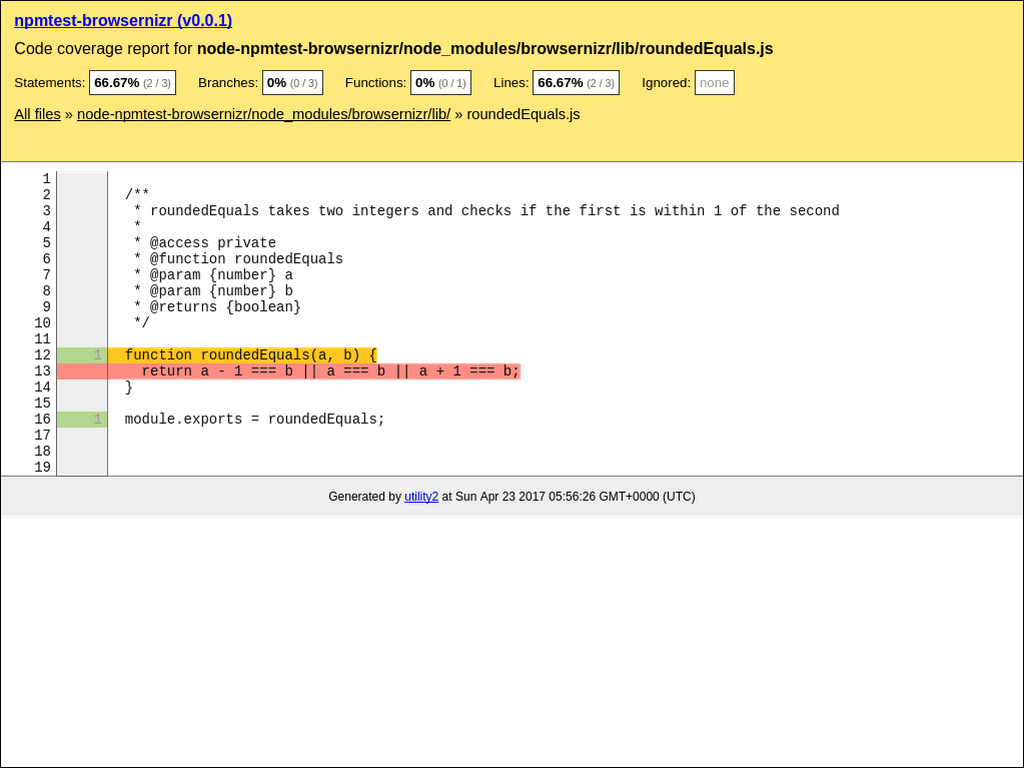 npmtest-browsernizr (v0.0.1)
Code coverage report for node-npmtest-browsernizr/node_modules/browsernizr/lib/roundedEquals.js
Statements: 66.67% (2 / 3) Branches: 0% (0 / 3) Functions: 0% (0 / 1) Lines: 66.67% (2 / 3) Ignored: none
All files » node-npmtest-browsernizr/node_modules/browsernizr/lib/ » roundedEquals.js
1
2 /**
3 * roundedEquals takes two integers and checks if the first is within 1 of the second
4 *
5 * @access private
6 * @function roundedEquals
7 * @param {number} a
8 * @param {number} b
9 * @returns {boolean}
10 */
11
12 1 function roundedEquals(a, b) {
13 return a - 1 === b || a === b || a + 1 === b;
14 }
15
16 1 module.exports = roundedEquals;
17
18
19
Generated by utility2 at Sun Apr 23 2017 05:56:26 GMT+0000 (UTC)